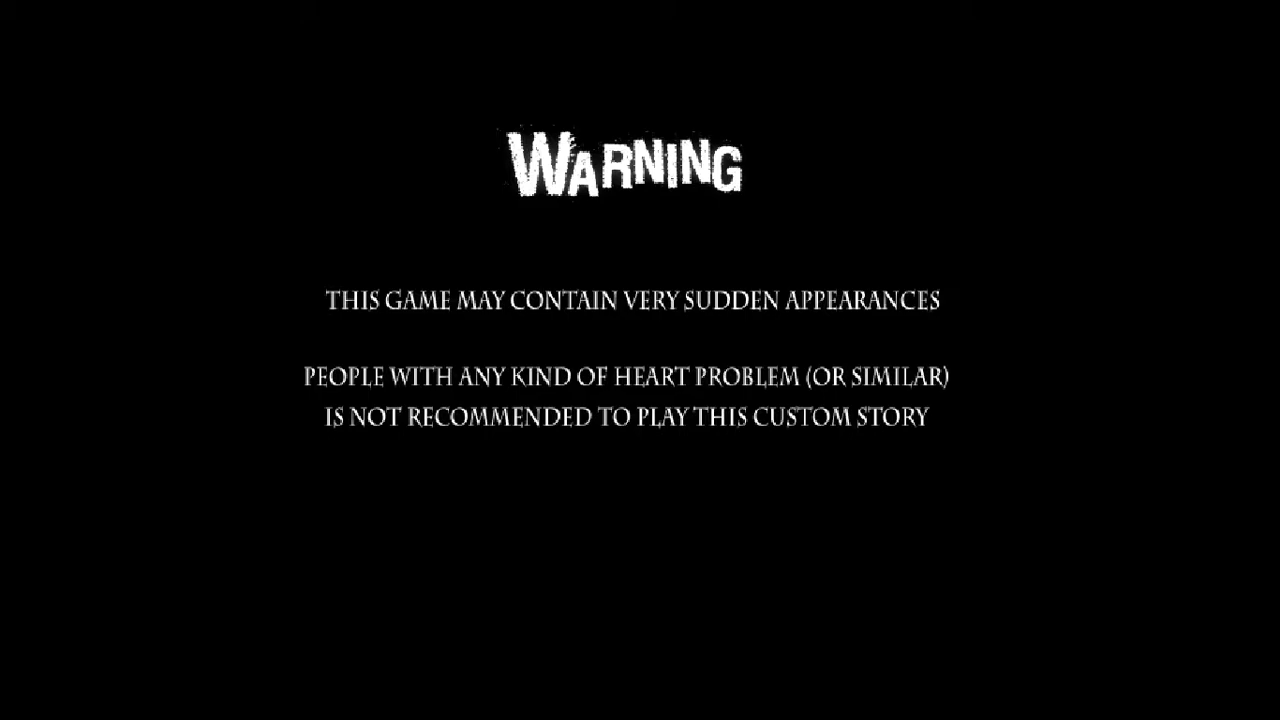 WARNING
THIS GAME MAY CONTAIN VERY SUDDEN APPEARANCES
PEOPLE WITH ANY KIND OF HEART PROBLEM (OR SIMILAR)
IS NOT RECOMMENDED TO PLAY THIS CUSTOM STORY